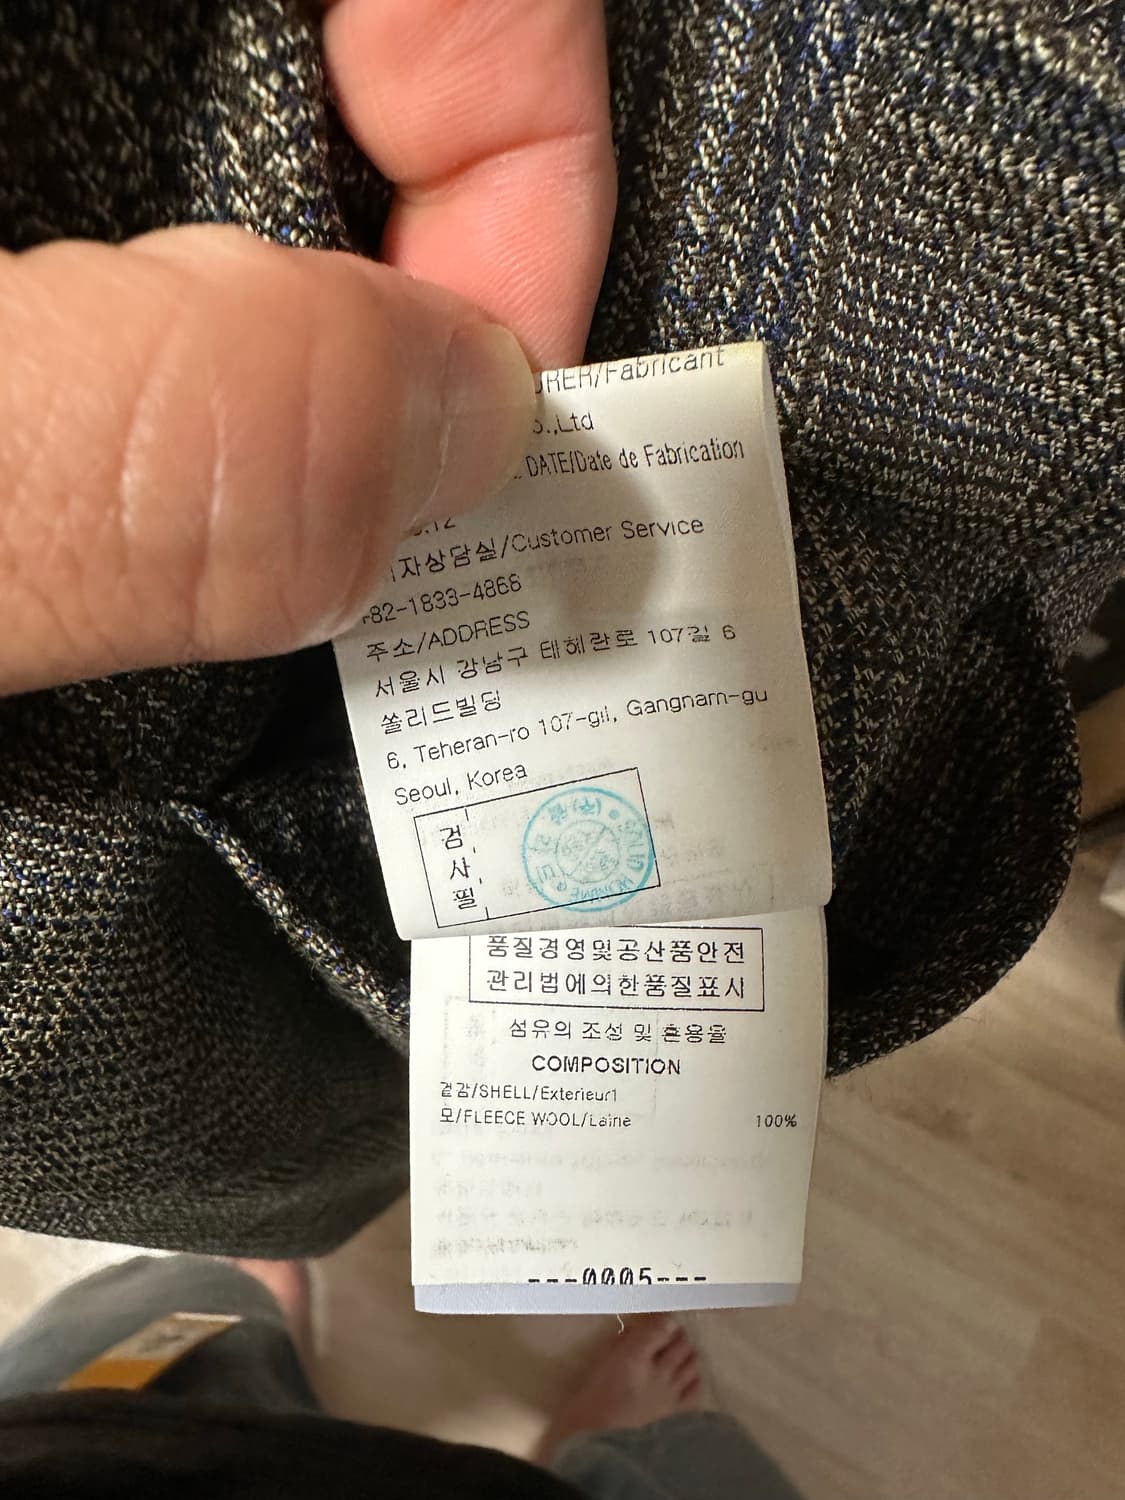 /Fabricant
Ltd
DATE/Date de Fabrication
자상담실/Customer Service
82-1833-4866
주소/ADDRESS
서울시 강남구 테헤란로 107길 6
쏠리드빌딩
6, Teheran-ro 107-gil, Gangnam-gu
Seoul, Korea
검
사
필
품질경영및공산품안전
관리법에의한품질표시
섬유의 조성 및 혼용율
COMPOSITION
겉감/SHELL/Exterieur1
모/FLEECE WOOL/Laine 100%
---0005---